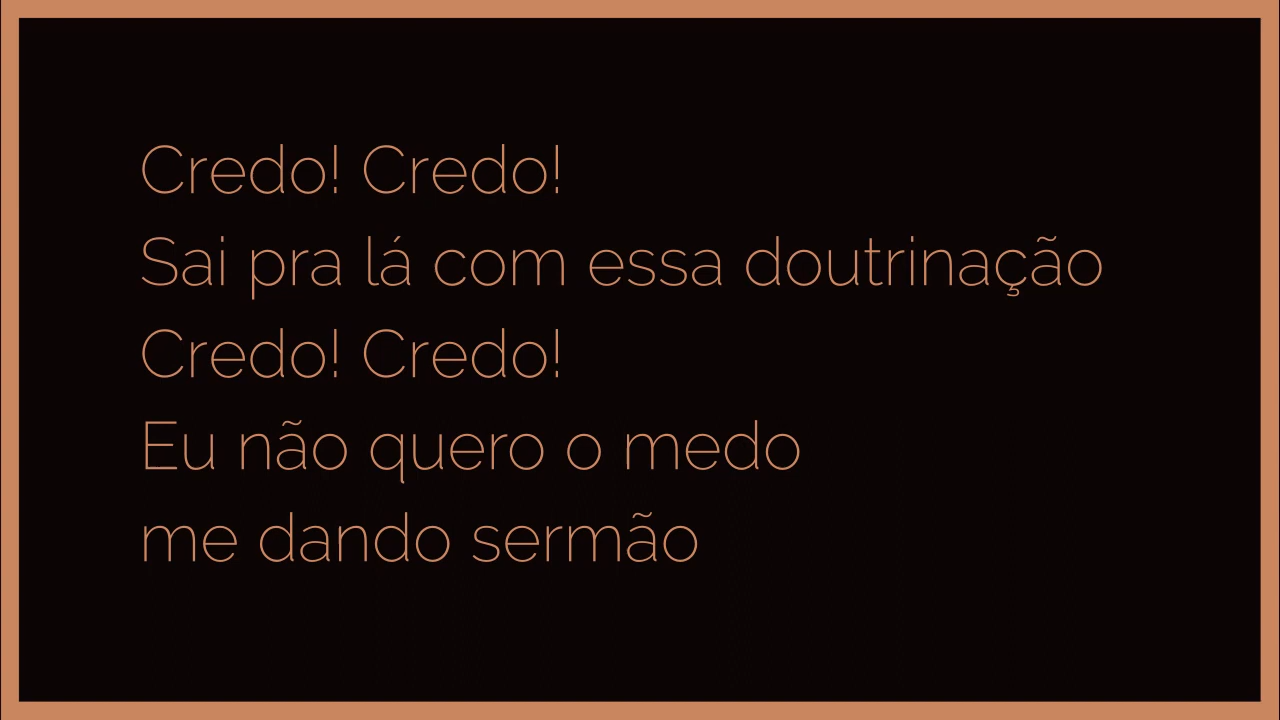 Credo! Credo!
Sai pra lá com essa doutrinação
Credo! Credo!
Eu não quero o medo
me dando sermão